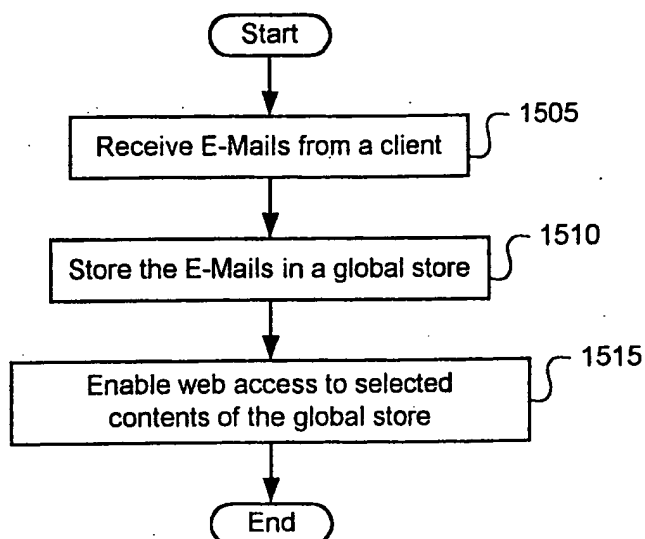 Start
1505
Receive E-Mails from a client
1510
Store the E-Mails in a global store
1515
Enable web access to selected
contents of the global store
End